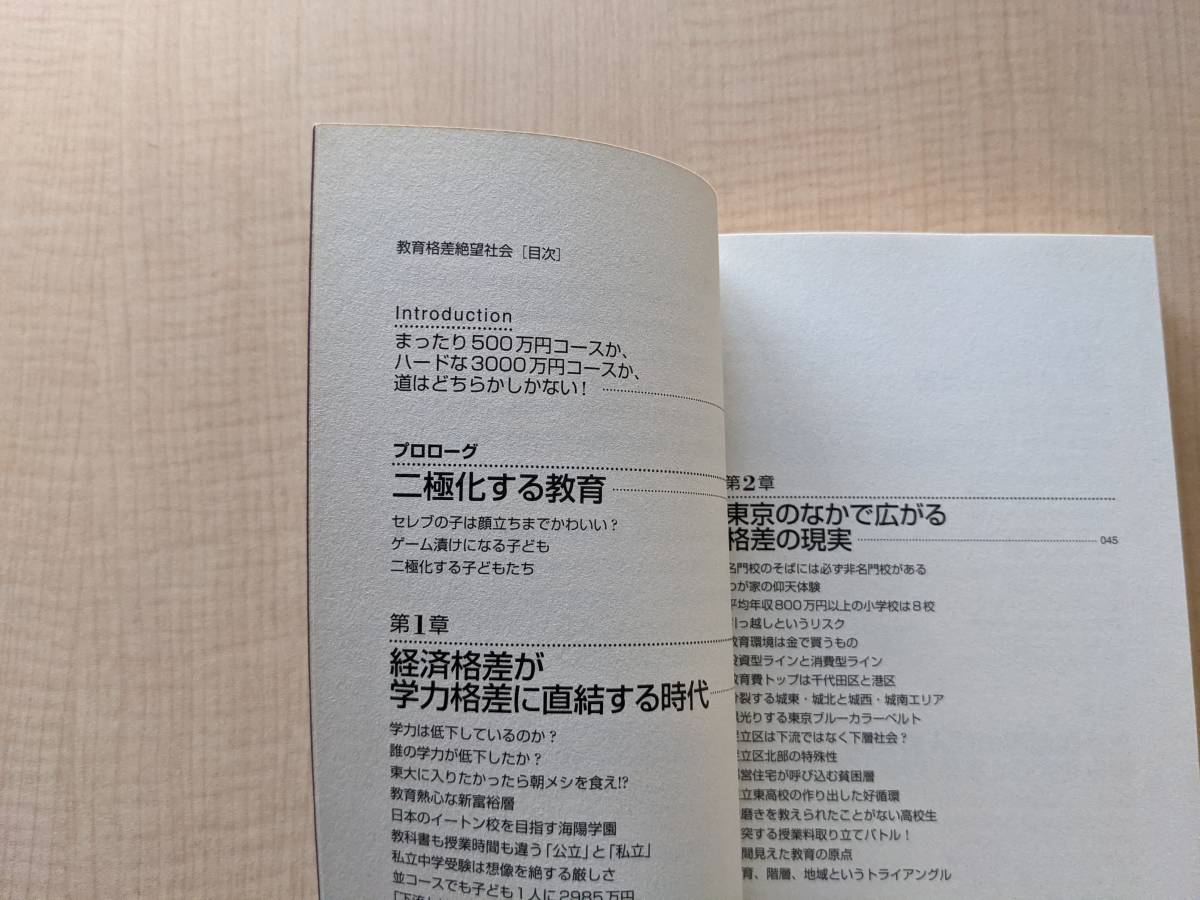 教育格差絶望社会［目次］
Introduction
まったり500万円コースか、
ハードな3000万円コースか、
道はどちらかしかない！
プロローグ
二極化する教育
セレブの子は顔立ちまでかわいい？
ゲーム漬けになる子ども
二極化する子どもたち
第1章
経済格差が
学力格差に直結する時代
学力は低下しているのか？
誰の学力が低下したか？
東大に入りたかったら朝メシを食え!?
教育熱心な新富裕層
日本のイートン校を目指す海陽学園
教科書も授業時間も違う「公立」と「私立」
私立中学受験は想像を絶する厳しさ
並コースでも子ども1人に2985万円
第2章
東京のなかで広がる
格差の現実 045
名門校のそばには必ず非名門校がある
わが家の仰天体験
平均年収800万円以上の小学校は8校
引っ越しというリスク
教育環境は金で買うもの
投資型ラインと消費型ライン
教育費トップは千代田区と港区
分裂する城東・城北と城西・城南エリア
光りする東京ブルーカラーベルト
足立区は下流ではなく下層社会？
足立区北部の特殊性
都営住宅が呼び込む貧困層
立東高校の作り出した好循環
磨きを教えられたことがない高校生
突する授業料取り立てバトル！
間見えた教育の原点
育、階層、地域というトライアングル